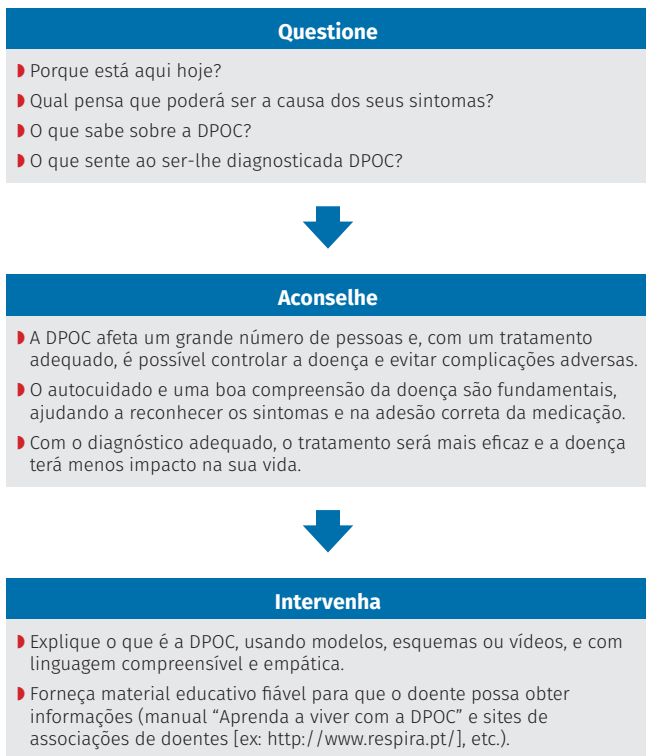 Questione
◗ Porque está aqui hoje?
◗ Qual pensa que poderá ser a causa dos seus sintomas?
◗ O que sabe sobre a DPOC?
◗ O que sente ao ser-lhe diagnosticada DPOC?
Aconselhe
◗ A DPOC afeta um grande número de pessoas e, com um tratamento
adequado, é possível controlar a doença e evitar complicações adversas.
◗ O autocuidado e uma boa compreensão da doença são fundamentais,
ajudando a reconhecer os sintomas e na adesão correta da medicação.
◗ Com o diagnóstico adequado, o tratamento será mais eficaz e a doença
terá menos impacto na sua vida.
Intervenha
◗ Explique o que é a DPOC, usando modelos, esquemas ou vídeos, e com
linguagem compreensível e empática.
◗ Forneça material educativo fiável para que o doente possa obter
informações (manual “Aprenda a viver com a DPOC” e sites de
associações de doentes [ex: http://www.respira.pt/], etc.).